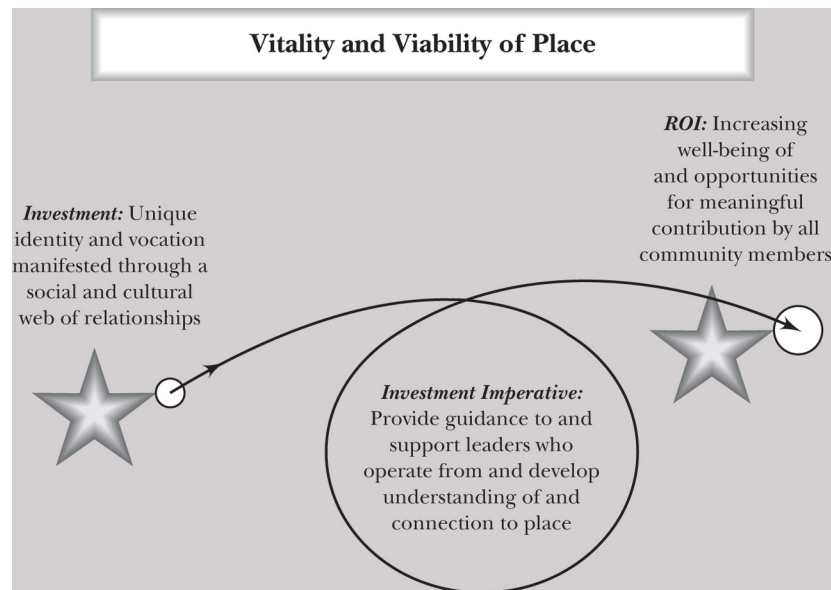 Vitality and Viability of Place
Investment: Unique
identity and vocation
manifested through a
social and cultural
web of relationships
Investment Imperative:
Provide guidance to and
support leaders who
operate from and develop
understanding of and
connection to place
ROI: Increasing
well-being of
and opportunities
for meaningful
contribution by all
community members